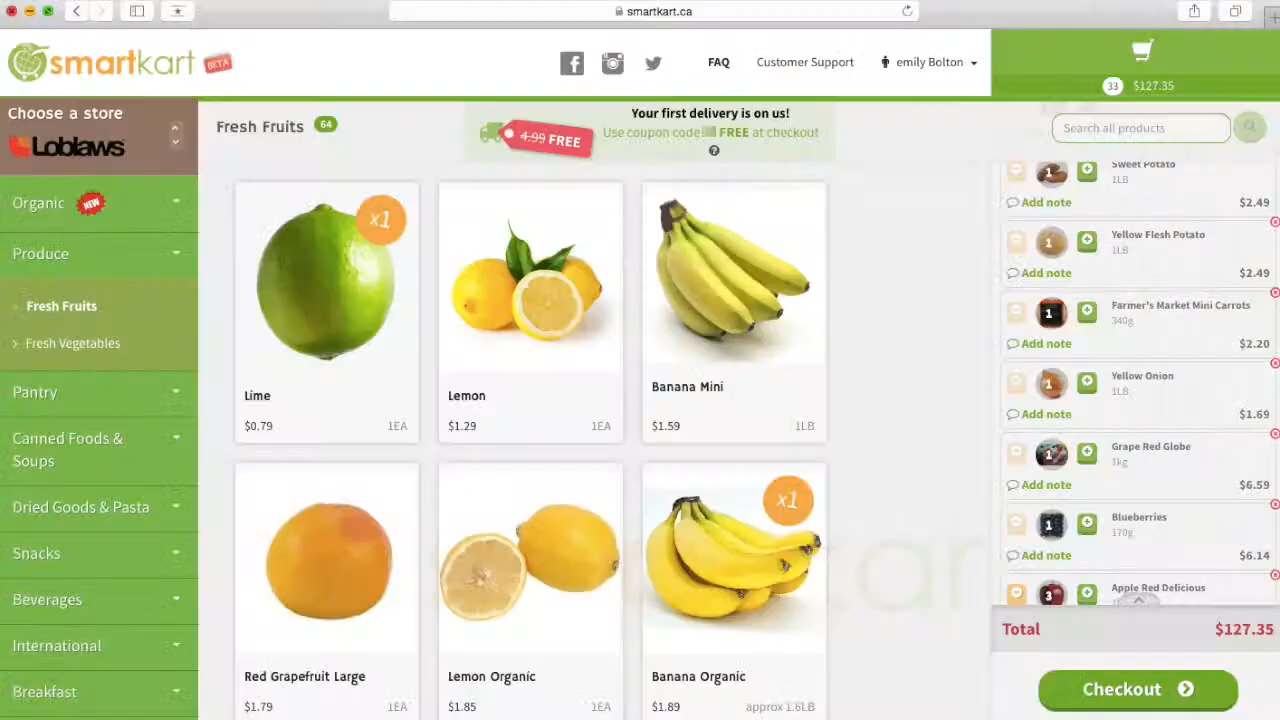 smartkart.ca
smartkart BETA
FAQ
Customer Support
emily Bolton
33 $127.35
Choose a store
Loblaws
Organic NEW
Produce
Fresh Fruits
Fresh Vegetables
Pantry
Canned Foods &
Soups
Dried Goods & Pasta
Snacks
Beverages
International
Breakfast
Fresh Fruits 64
4.99 FREE
Your first delivery is on us!
Use coupon code FREE at checkout
?
Search all products
x1
Lime
$0.79 1EA
Lemon
$1.29 1EA
Banana Mini
$1.59 1LB
Red Grapefruit Large
$1.79 1EA
Lemon Organic
$1.85 1EA
x1
Banana Organic
$1.89 approx 1.6LB
1 Sweet Potato
1LB
Add note $2.49
1 Yellow Flesh Potato
1LB
Add note $2.49
1 Farmer's Market Mini Carrots
340g
Add note $2.20
1 Yellow Onion
1LB
Add note $1.69
1 Grape Red Globe
1kg
Add note $6.59
1 Blueberries
170g
Add note $6.14
3 Apple Red Delicious
Total $127.35
Checkout